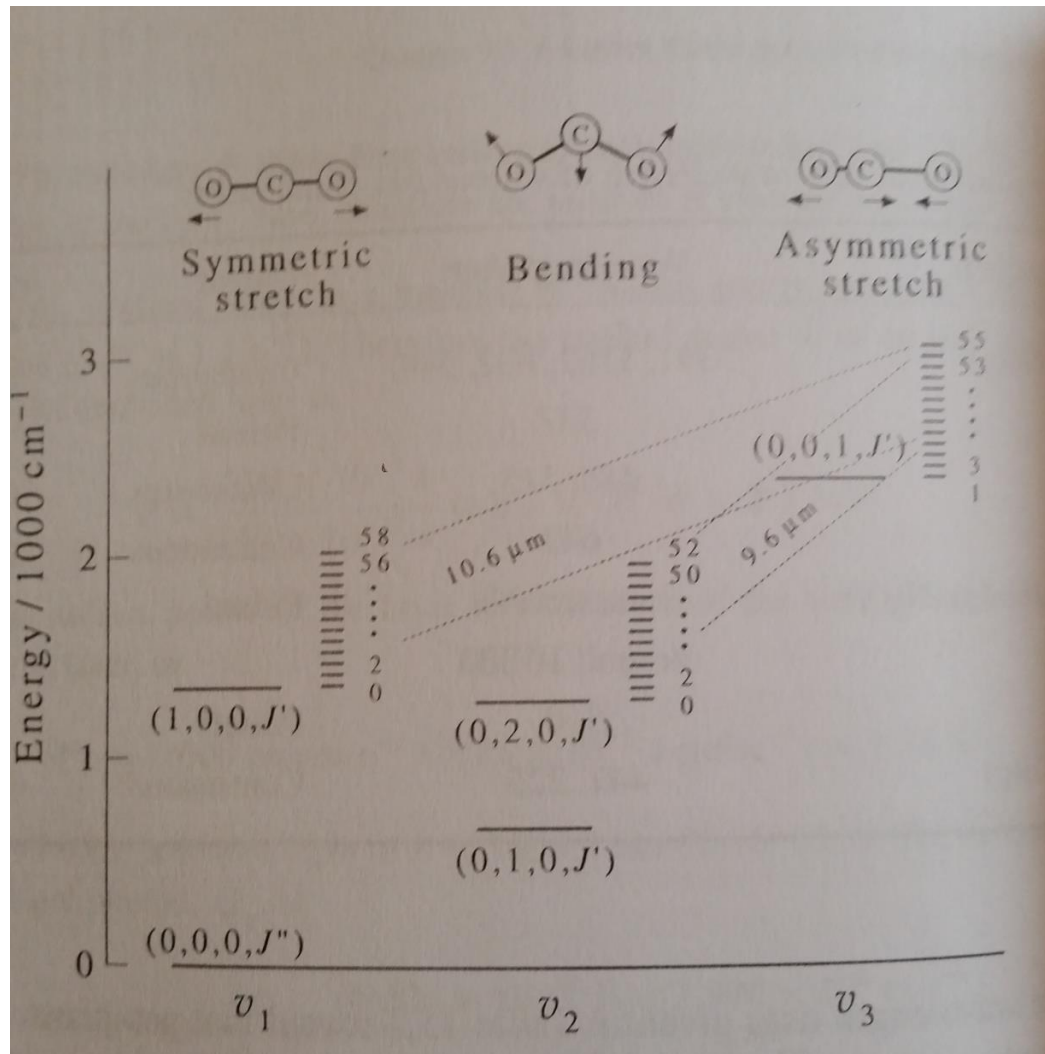 O C O
O C O
O C O
Symmetric
stretch
Bending
Asymmetric
stretch
Energy / 1000 cm⁻¹
3
2
1
0
55
53
3
1
(0,0,1,J')
58
56
2
0
10.6 μm
52
50
2
0
9.6 μm
(1,0,0,J')
(0,2,0,J')
(0,1,0,J')
(0,0,0,J")
v₁
v₂
v₃